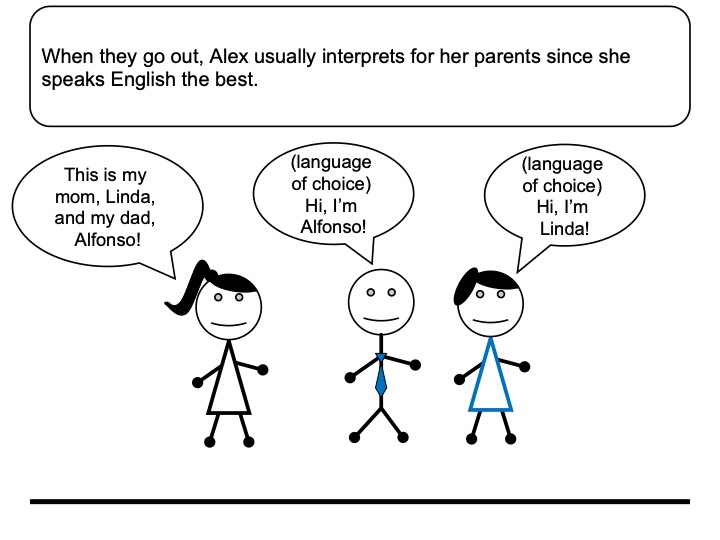 When they go out, Alex usually interprets for her parents since she
speaks English the best.
This is my
mom, Linda,
and my dad,
Alfonso!
(language
of choice)
Hi, I’m
Alfonso!
(language
of choice)
Hi, I’m
Linda!